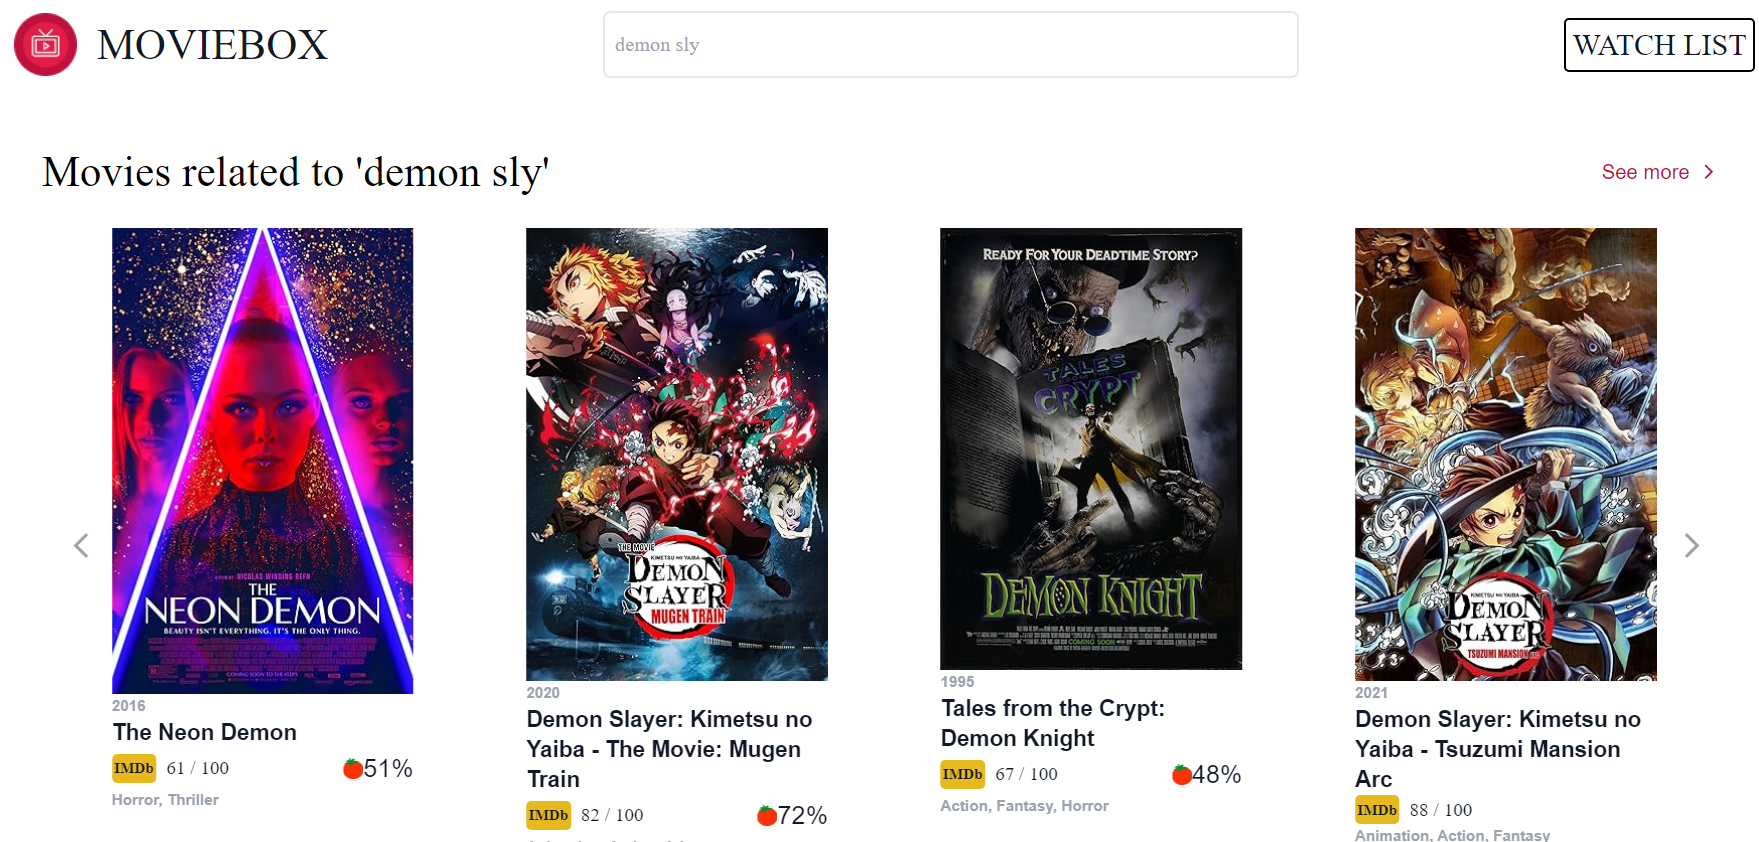 MOVIEBOX
demon sly
WATCH LIST
Movies related to 'demon sly'
See more
A FILM BY NICOLAS WINDING REFN
THE
NEON DEMON
BEAUTY ISN'T EVERYTHING. IT'S THE ONLY THING.
COMING SOON TO THEATERS
2016
The Neon Demon
IMDb 61 / 100 51%
Horror, Thriller
THE MOVIE
KIMETSU NO YAIBA
DEMON
SLAYER
MUGEN TRAIN
2020
Demon Slayer: Kimetsu no
Yaiba - The Movie: Mugen
Train
IMDb 82 / 100 72%
READY FOR YOUR DEADTIME STORY?
TALES
CRYPT
DEMON KNIGHT
COMING SOON
1995
Tales from the Crypt:
Demon Knight
IMDb 67 / 100 48%
Action, Fantasy, Horror
KIMETSU NO YAIBA
DEMON
SLAYER
TSUZUMI MANSION
2021
Demon Slayer: Kimetsu no
Yaiba - Tsuzumi Mansion
Arc
IMDb 88 / 100
Animation, Action, Fantasy